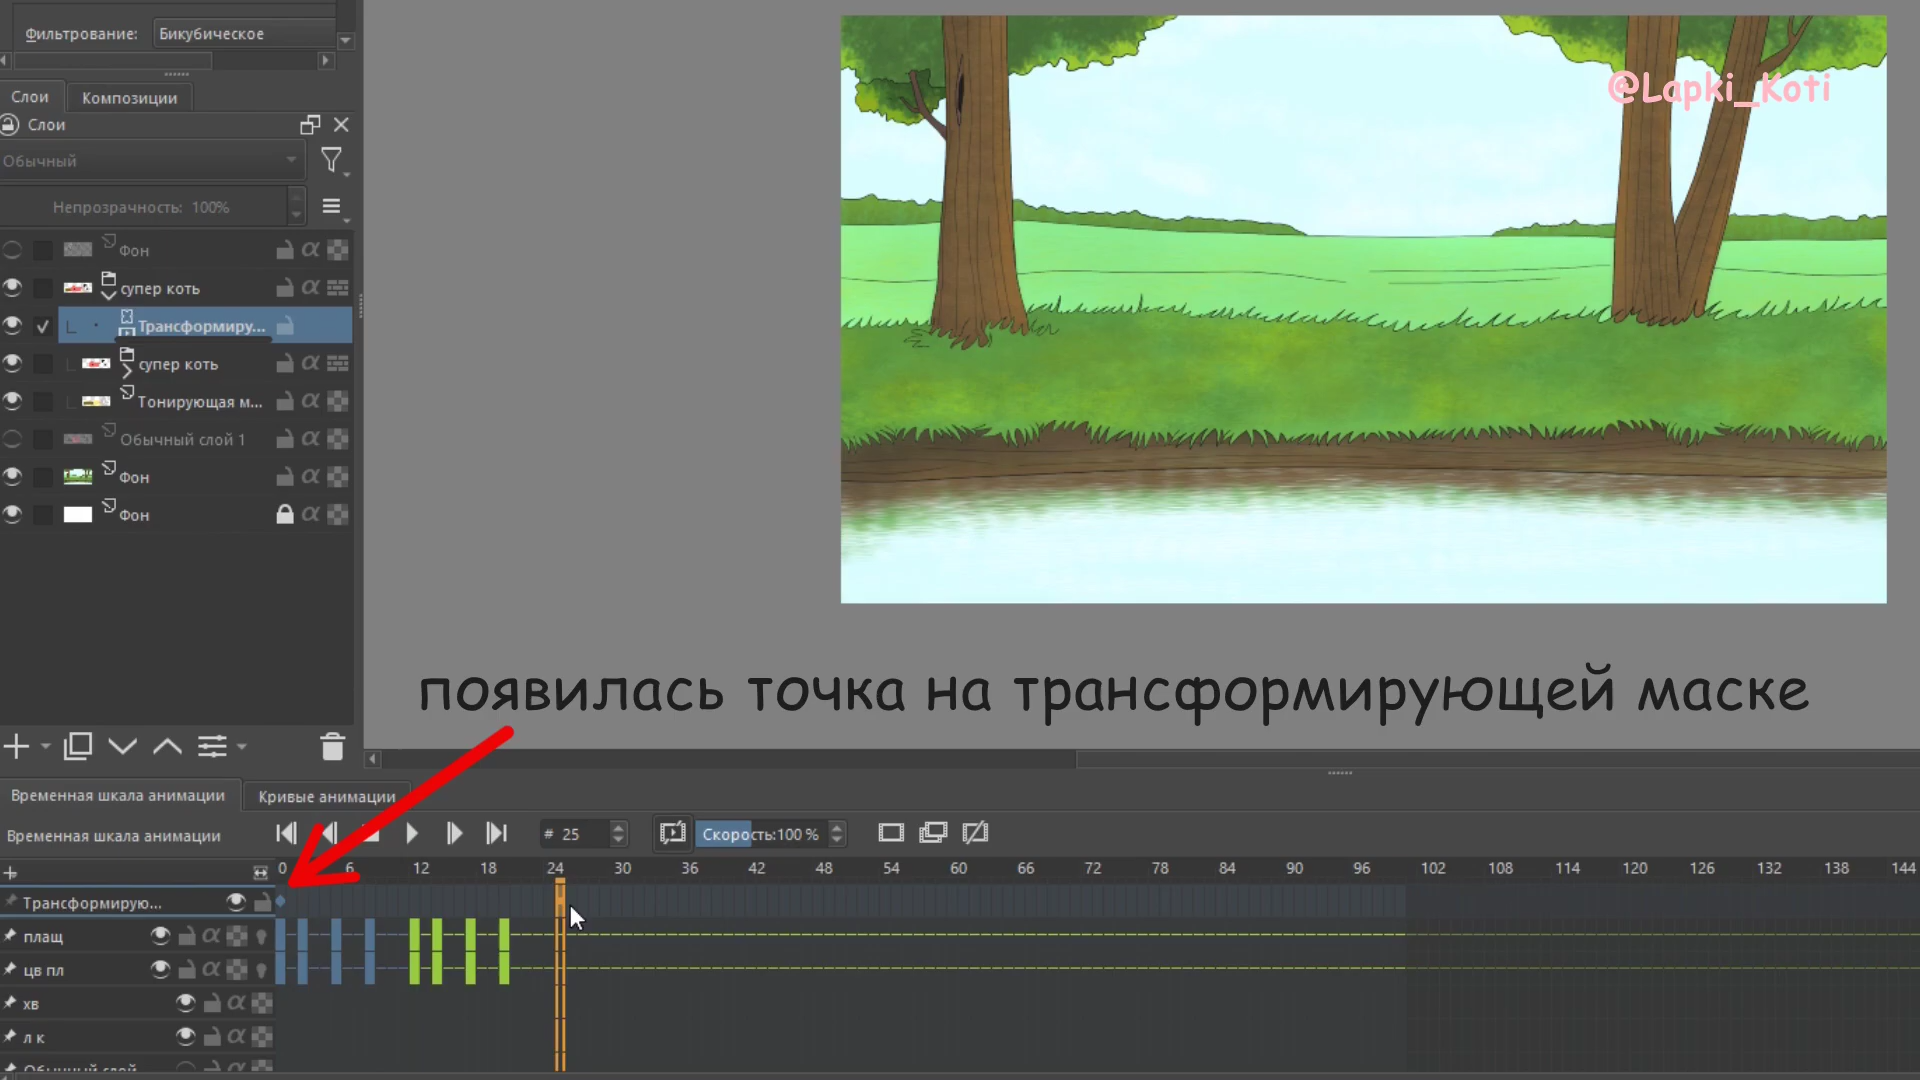 Фильтрование: Бикубическое
Слои Композиции
Слои
Обычный
Непрозрачность: 100%
Фон
супер коть
Трансформиру...
супер коть
Тонирующая м...
Обычный слой 1
Фон
Фон
@Lapki_Koti
появилась точка на трансформирующей маске
Временная шкала анимации Кривые анимации
Временная шкала анимации # 25 Скорость:100 %
0 6 12 18 24 30 36 42 48 54 60 66 72 78 84 90 96 102 108 114 120 126 132 138 144
Трансформирую...
плащ
цв пл
хв
л к
Обычный слой